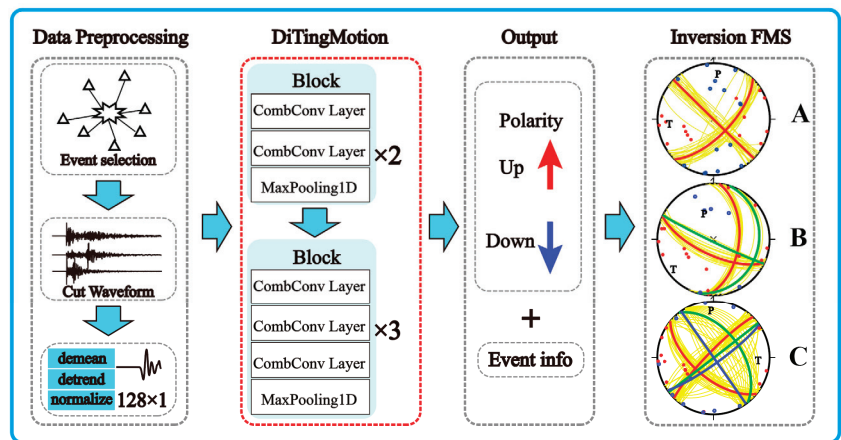 Data Preprocessing
Event selection
Cut Waveform
demean
detrend
normalize
128×1
DiTingMotion
Block
CombConv Layer
CombConv Layer
MaxPooling1D
×2
Block
CombConv Layer
CombConv Layer
CombConv Layer
MaxPooling1D
×3
Output
Polarity
Up
Down
+
Event info
Inversion FMS
P
T
A
P
T
B
P
T
C